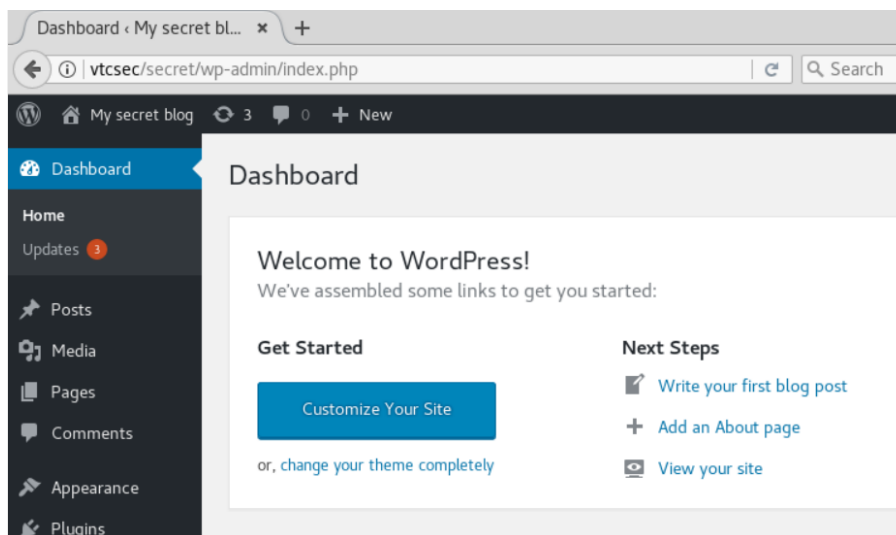 Dashboard ‹ My secret bl...
vtcsec/secret/wp-admin/index.php
Search
My secret blog 3 0 New
Dashboard
Home
Updates 3
Posts
Media
Pages
Comments
Appearance
Plugins
Dashboard
Welcome to WordPress!
We've assembled some links to get you started:
Get Started
Customize Your Site
or, change your theme completely
Next Steps
Write your first blog post
Add an About page
View your site